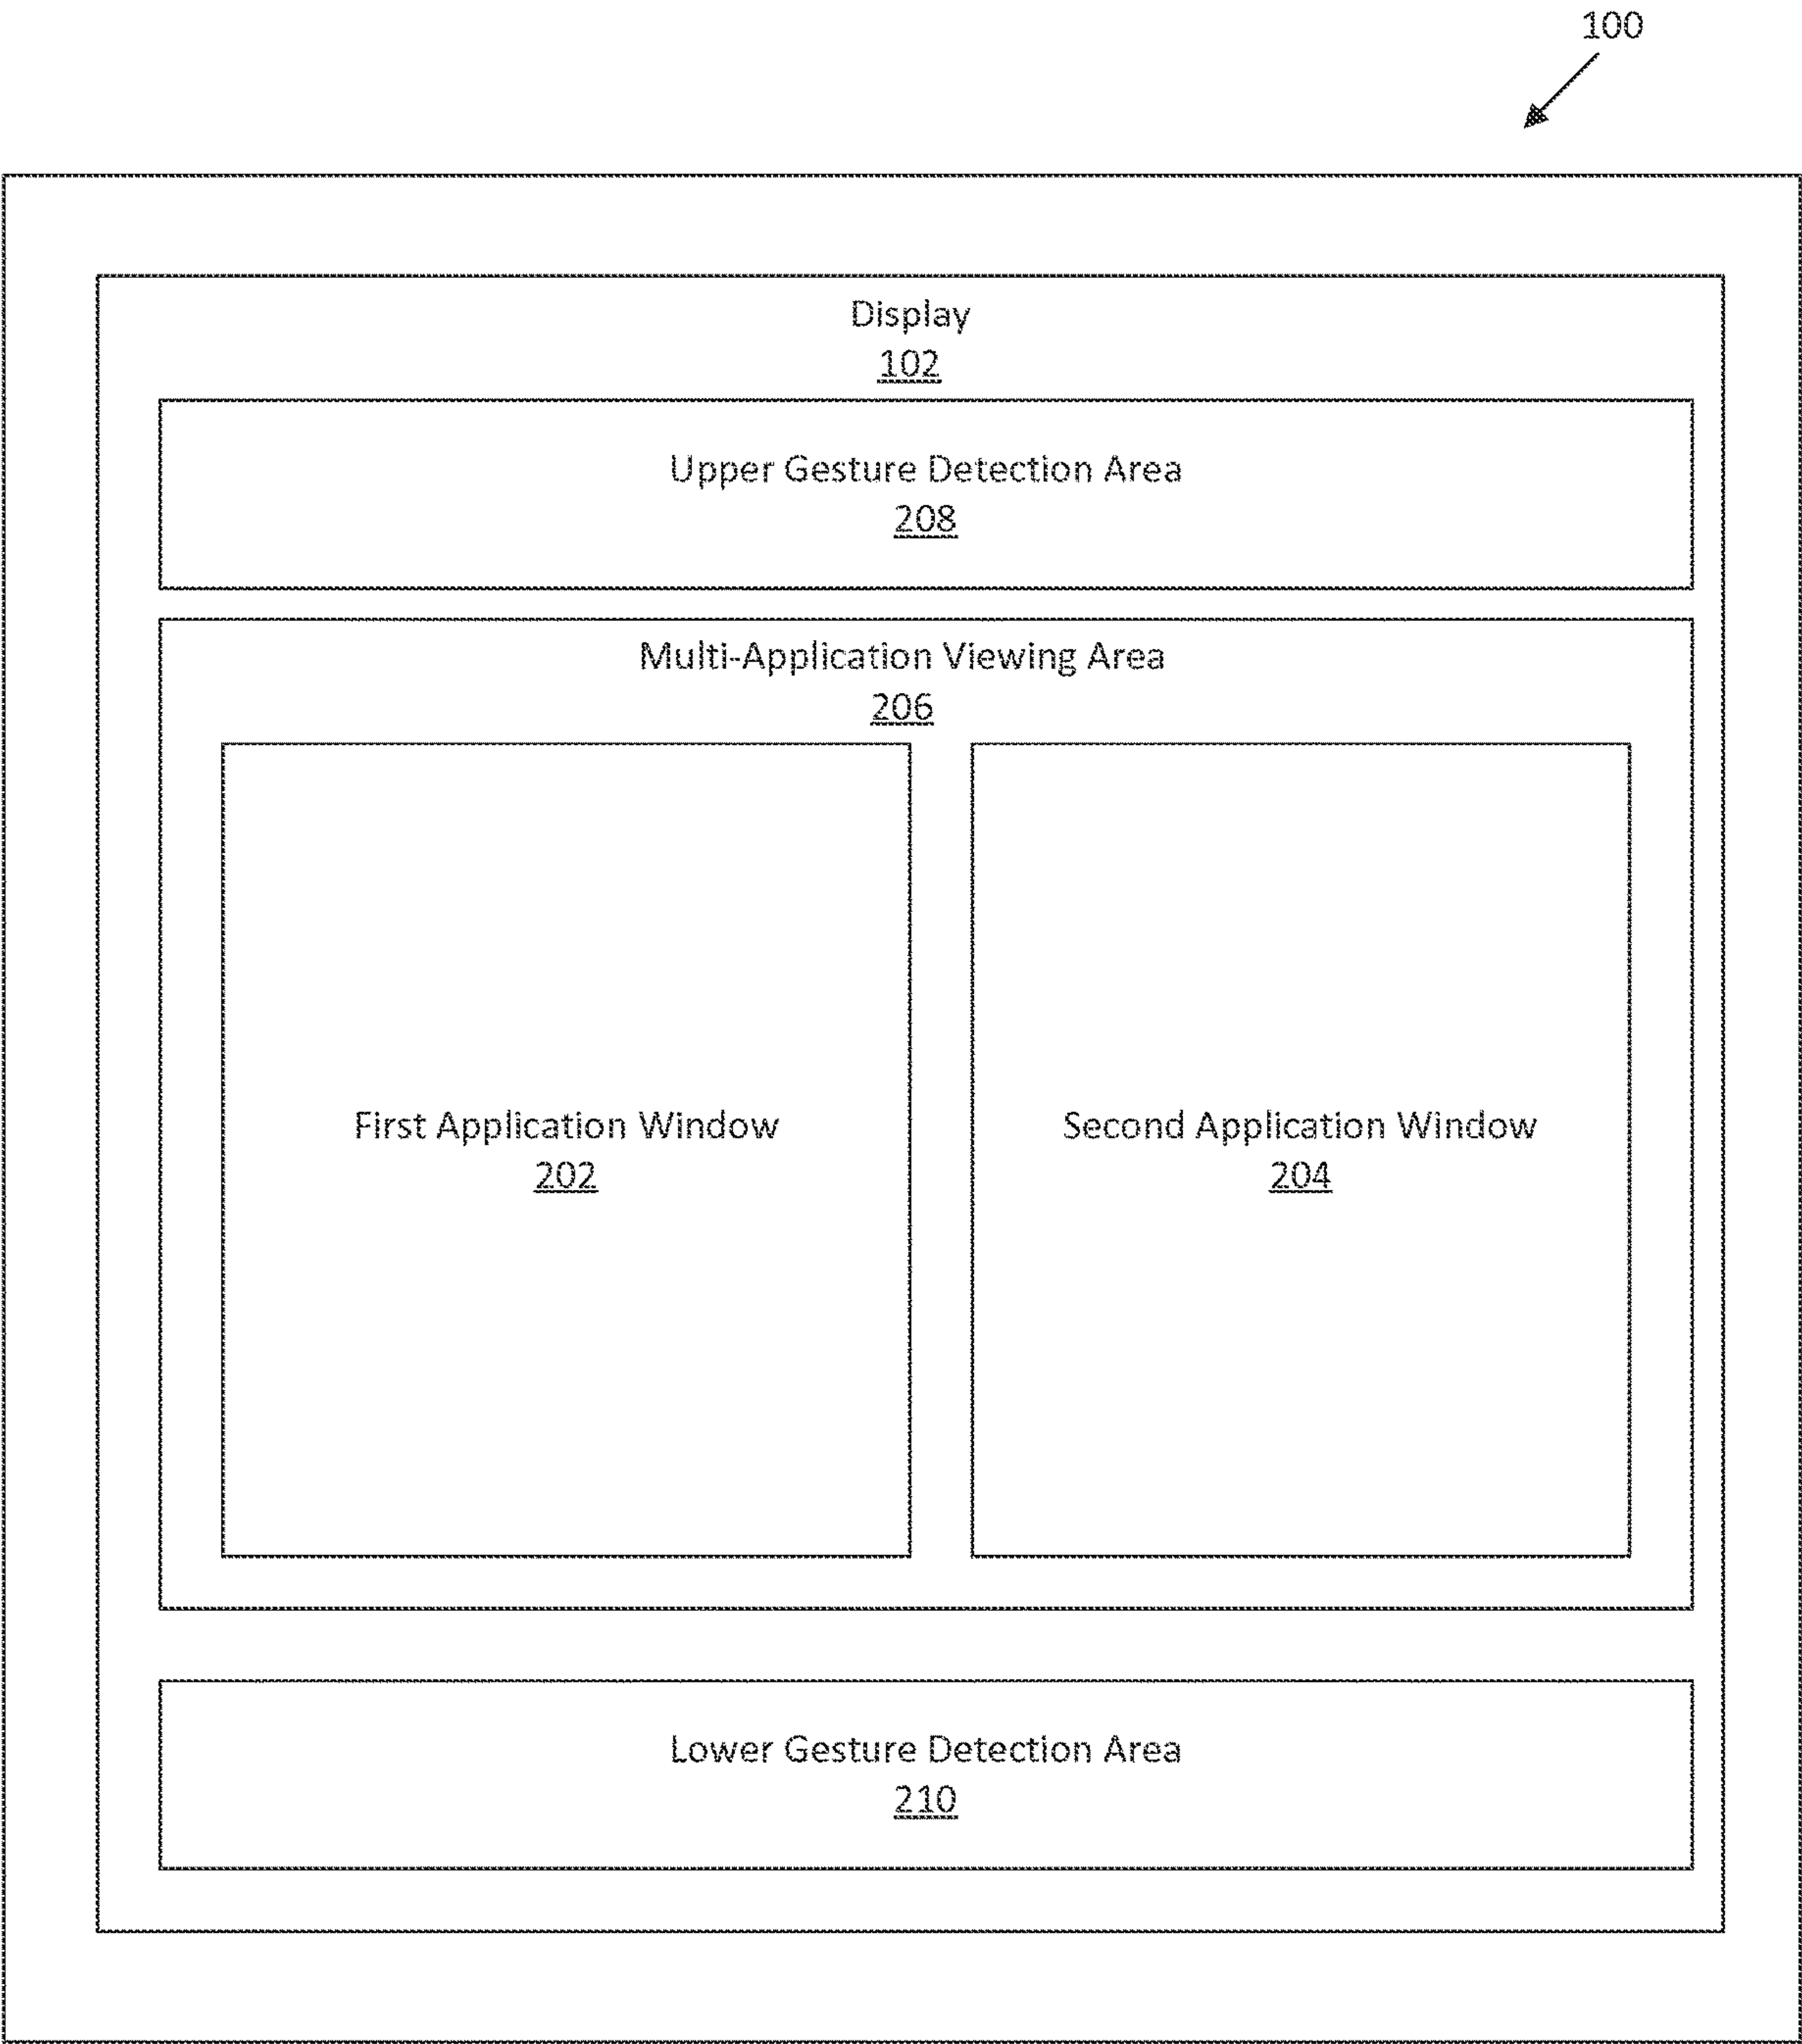 100
Display
102
Upper Gesture Detection Area
208
Multi-Application Viewing Area
206
First Application Window
202
Second Application Window
204
Lower Gesture Detection Area
210